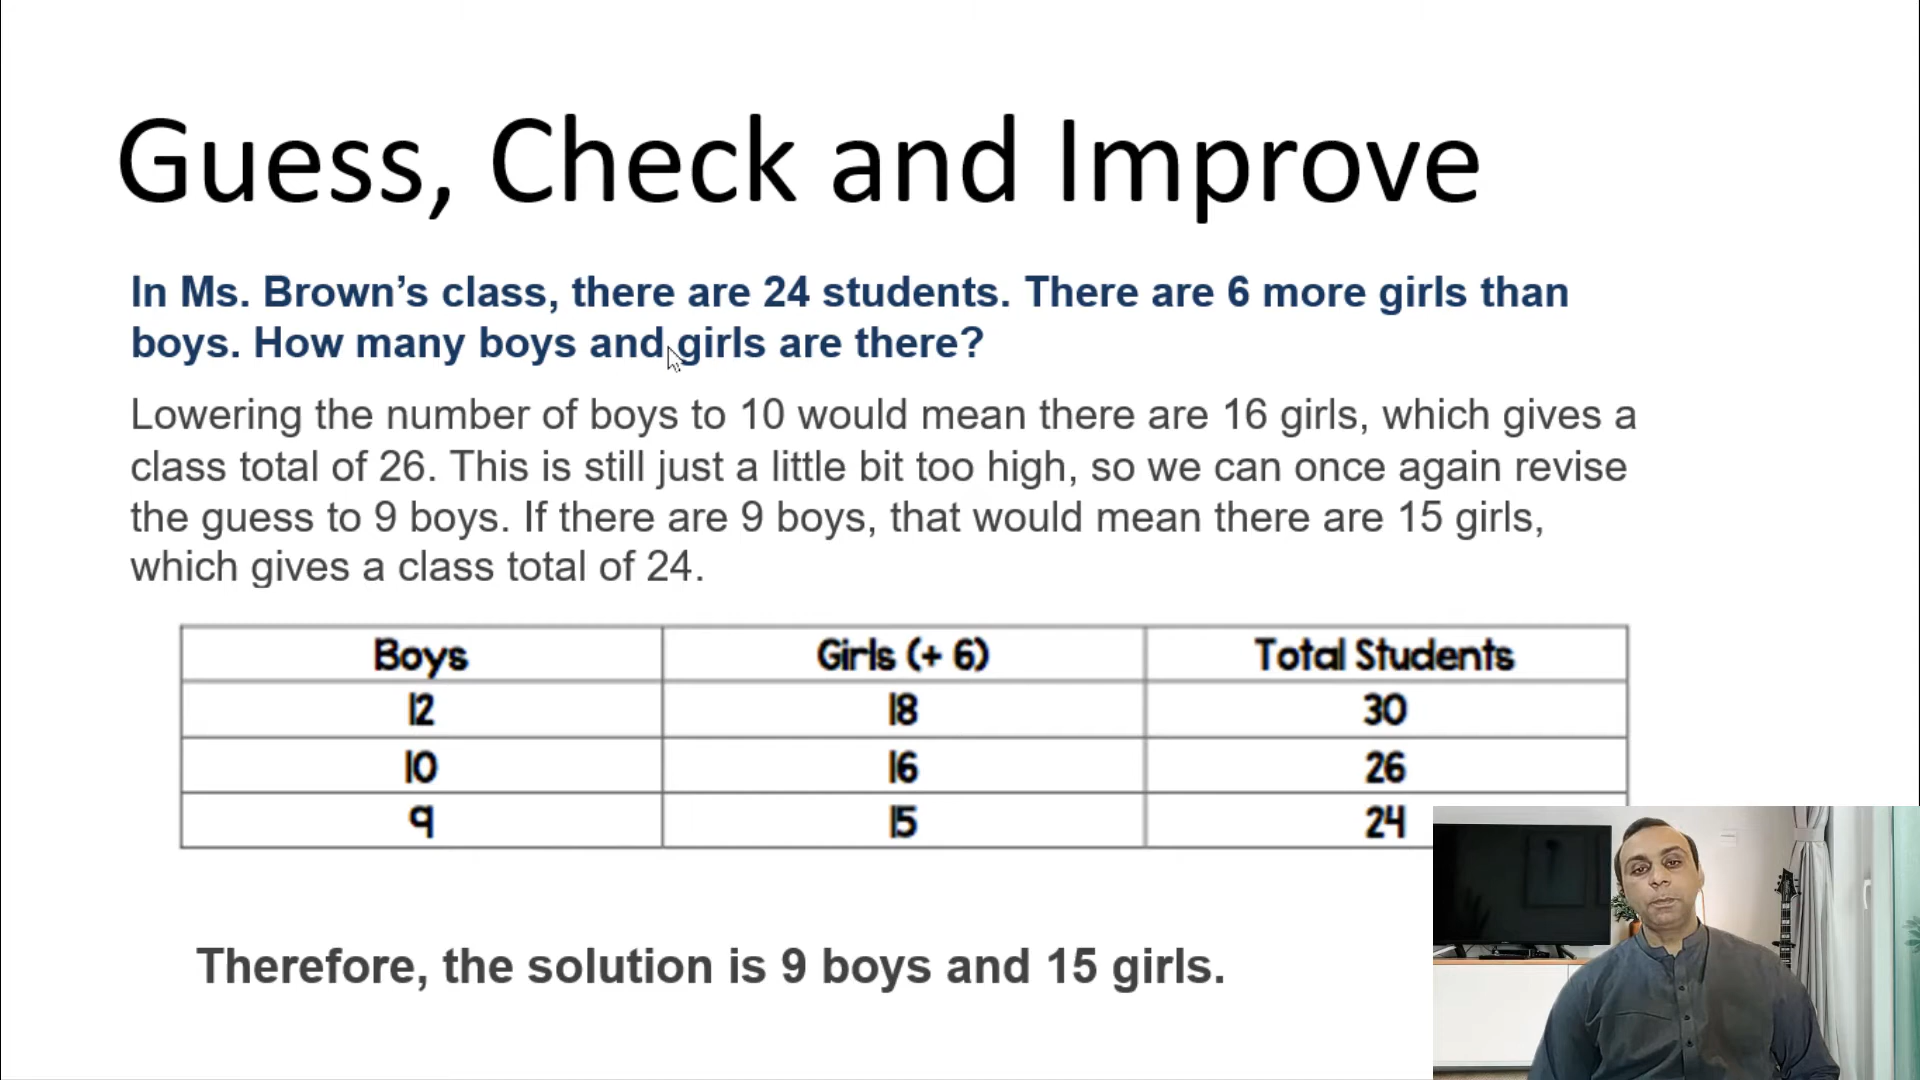 Guess, Check and Improve
In Ms. Brown’s class, there are 24 students. There are 6 more girls than
boys. How many boys and girls are there?
Lowering the number of boys to 10 would mean there are 16 girls, which gives a
class total of 26. This is still just a little bit too high, so we can once again revise
the guess to 9 boys. If there are 9 boys, that would mean there are 15 girls,
which gives a class total of 24.
Boys Girls (+ 6) Total Students
12 18 30
10 16 26
9 15 24
Therefore, the solution is 9 boys and 15 girls.